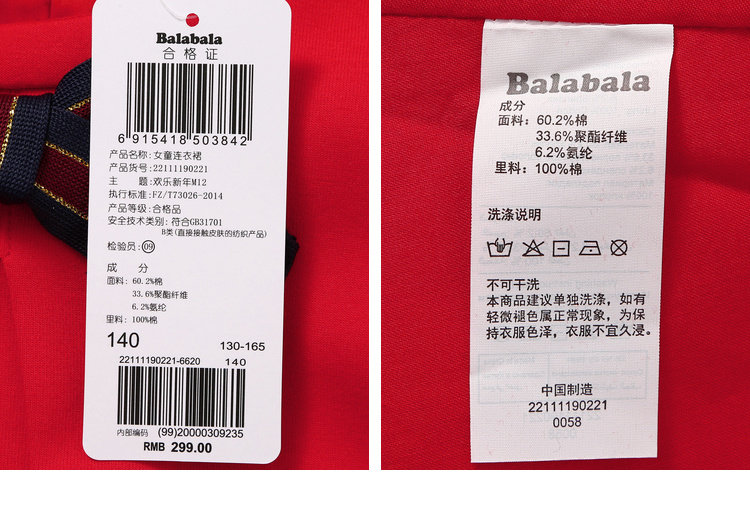 Balabala
合格证
6 915418 503842
产品名称: 女童连衣裙
产品货号: 22111190221
主 题: 欢乐新年M12
执行标准: FZ/T73026-2014
产品等级: 合格品
安全技术类别: 符合GB31701
B类(直接接触皮肤的纺织产品)
检验员: 09
成 分
面料: 60.2%棉
33.6%聚酯纤维
6.2%氨纶
里料: 100%棉
140 130-165
22111190221-6620 140
内部编码 (99)20000309235
RMB 299.00
Balabala
成分
面料: 60.2%棉
33.6%聚酯纤维
6.2%氨纶
里料: 100%棉
洗涤说明
不可干洗
本商品建议单独洗涤，如有
轻微褪色属正常现象，为保
持衣服色泽，衣服不宜久浸。
中国制造
22111190221
0058